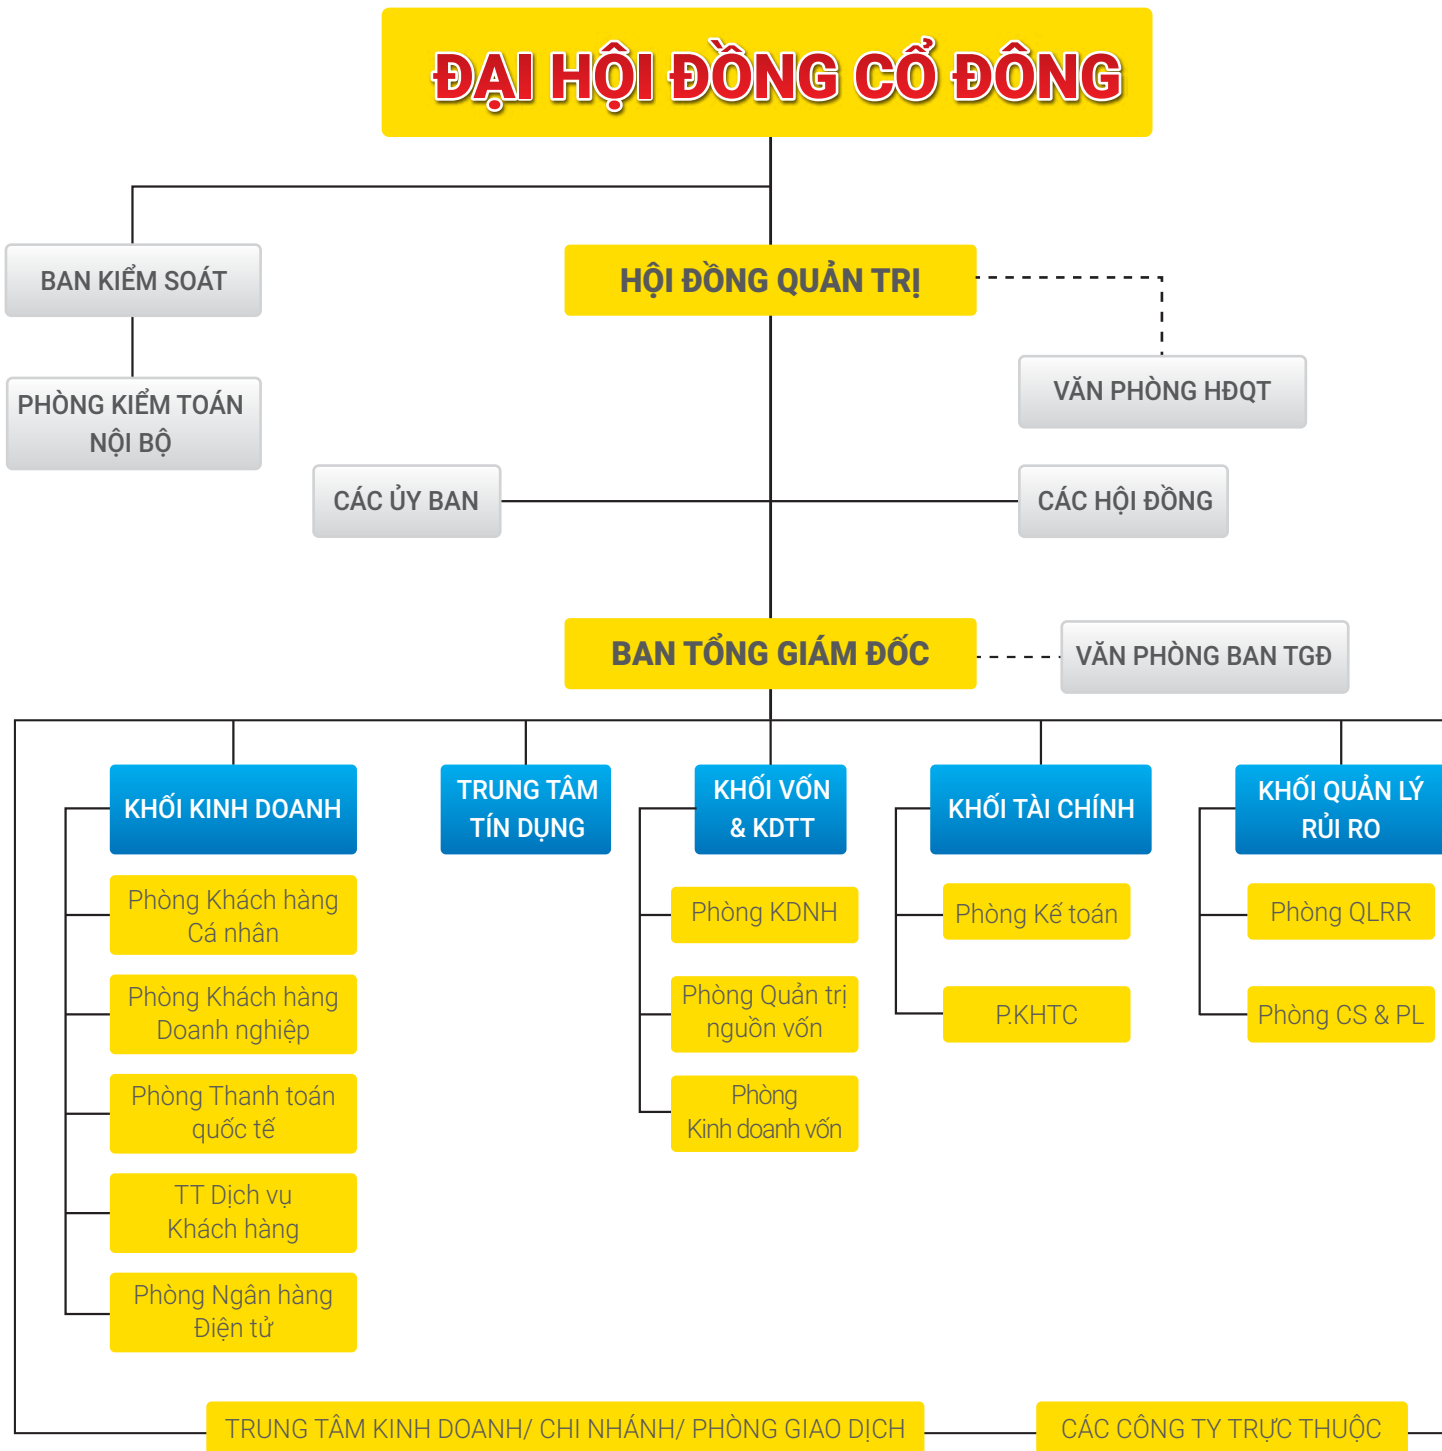 ĐẠI HỘI ĐỒNG CỔ ĐÔNG
BAN KIỂM SOÁT
HỘI ĐỒNG QUẢN TRỊ
PHÒNG KIỂM TOÁN
NỘI BỘ
VĂN PHÒNG HĐQT
CÁC ỦY BAN
CÁC HỘI ĐỒNG
BAN TỔNG GIÁM ĐỐC
VĂN PHÒNG BAN TGĐ
KHỐI KINH DOANH
Phòng Khách hàng
Cá nhân
Phòng Khách hàng
Doanh nghiệp
Phòng Thanh toán
quốc tế
TT Dịch vụ
Khách hàng
Phòng Ngân hàng
Điện tử
TRUNG TÂM
TÍN DỤNG
KHỐI VỐN
& KDTT
Phòng KDNH
Phòng Quản trị
nguồn vốn
Phòng
Kinh doanh vốn
KHỐI TÀI CHÍNH
Phòng Kế toán
P.KHTC
KHỐI QUẢN LÝ
RỦI RO
Phòng QLRR
Phòng CS & PL
TRUNG TÂM KINH DOANH/ CHI NHÁNH/ PHÒNG GIAO DỊCH
CÁC CÔNG TY TRỰC THUỘC